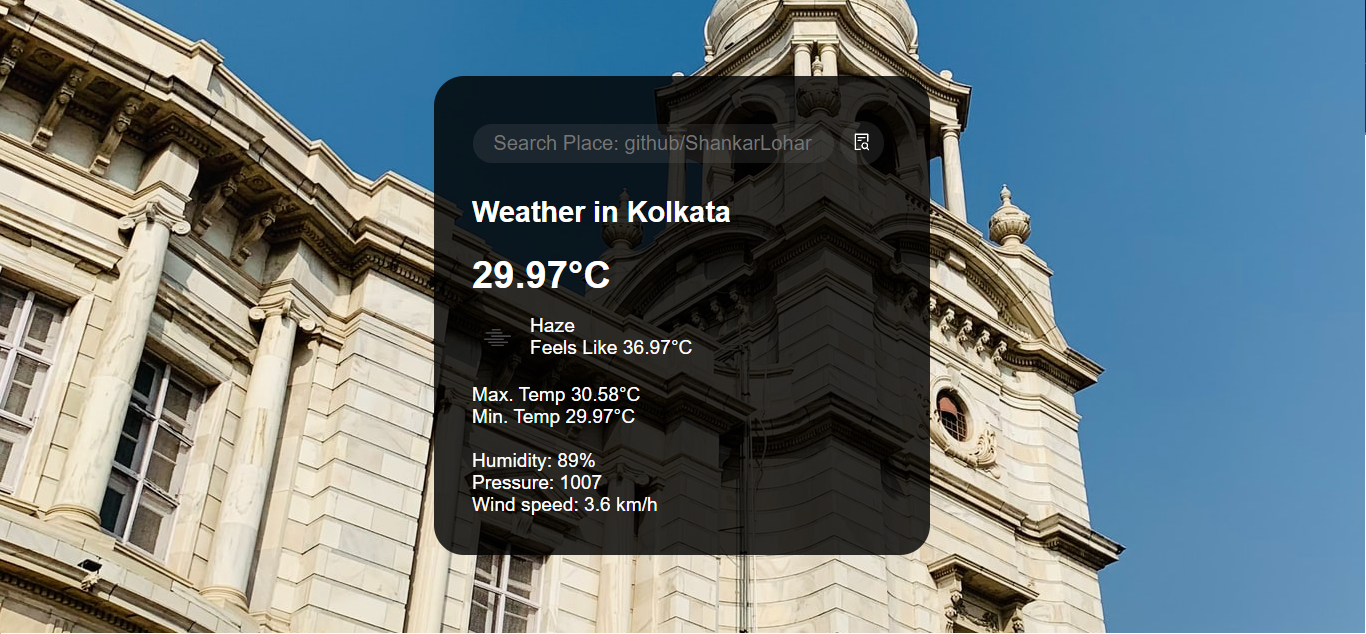 Search Place: github/ShankarLohar
Weather in Kolkata
29.97°C
Haze
Feels Like 36.97°C
Max. Temp 30.58°C
Min. Temp 29.97°C
Humidity: 89%
Pressure: 1007
Wind speed: 3.6 km/h